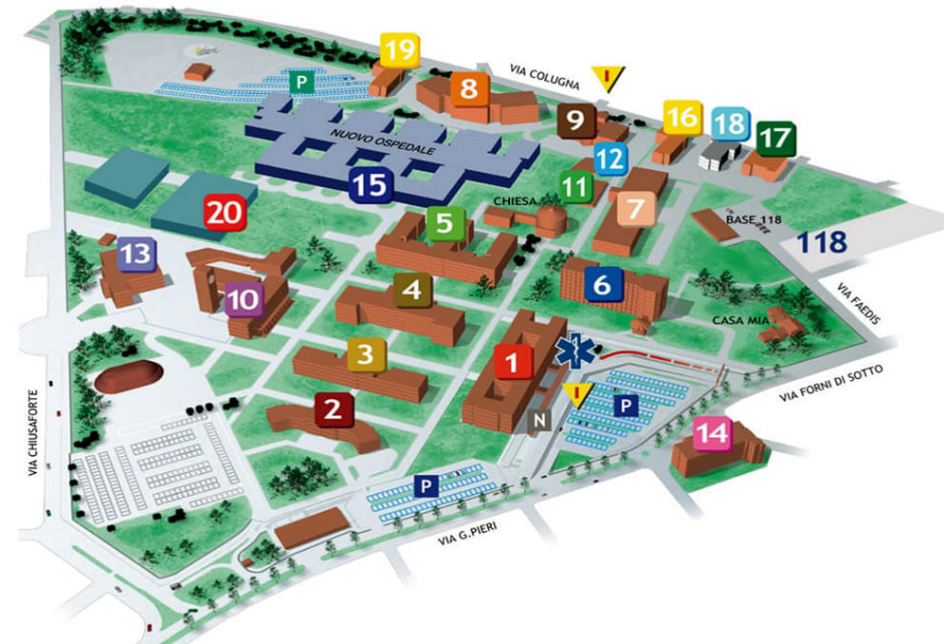 19
VIA COLUGNA
I
P
8
9
16
18
17
NUOVO OSPEDALE
12
15
11
CHIESA
7
20
5
BASE 118
118
13
10
4
6
VIA FAEDIS
CASA MIA
3
1
VIA FORNI DI SOTTO
I
2
N
P
14
VIA CHIUSAFORTE
P
VIA G.PIERI